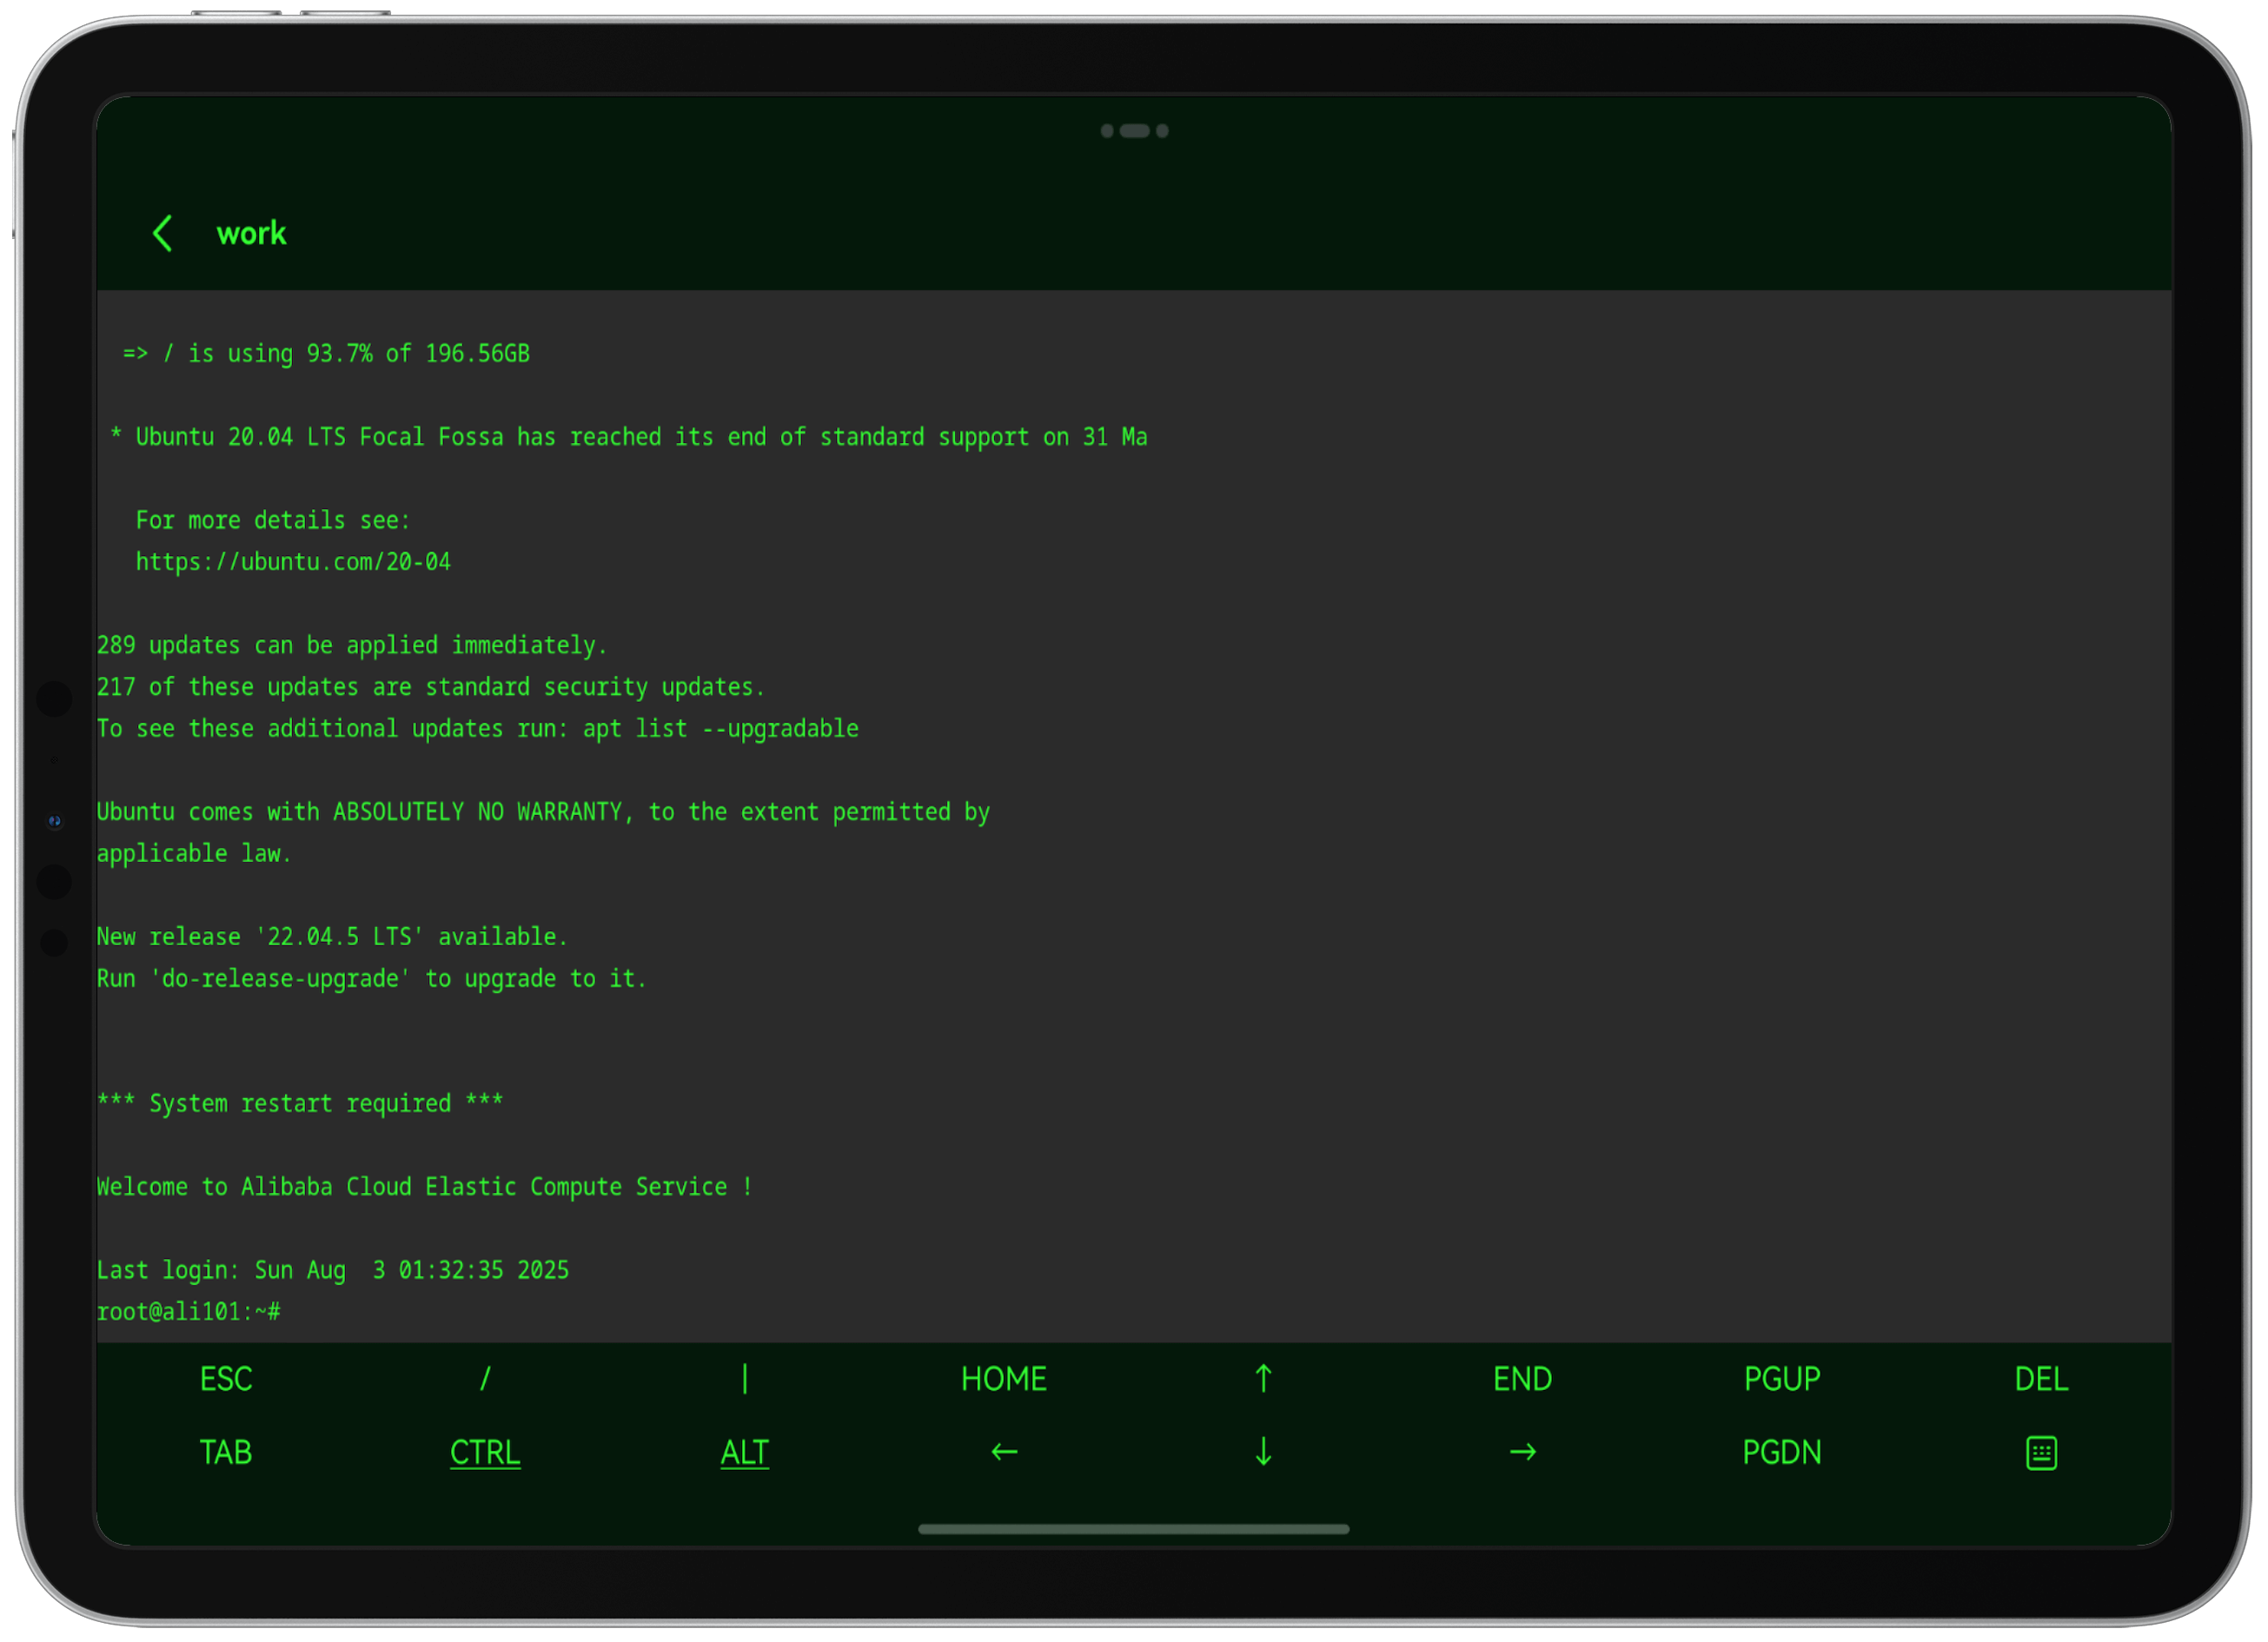 work
=> / is using 93.7% of 196.56GB
* Ubuntu 20.04 LTS Focal Fossa has reached its end of standard support on 31 Ma
For more details see:
https://ubuntu.com/20-04
289 updates can be applied immediately.
217 of these updates are standard security updates.
To see these additional updates run: apt list --upgradable
Ubuntu comes with ABSOLUTELY NO WARRANTY, to the extent permitted by
applicable law.
New release '22.04.5 LTS' available.
Run 'do-release-upgrade' to upgrade to it.
*** System restart required ***
Welcome to Alibaba Cloud Elastic Compute Service !
Last login: Sun Aug  3 01:32:35 2025
root@ali101:~#
ESC / | HOME ↑ END PGUP DEL
TAB CTRL ALT ← ↓ → PGDN